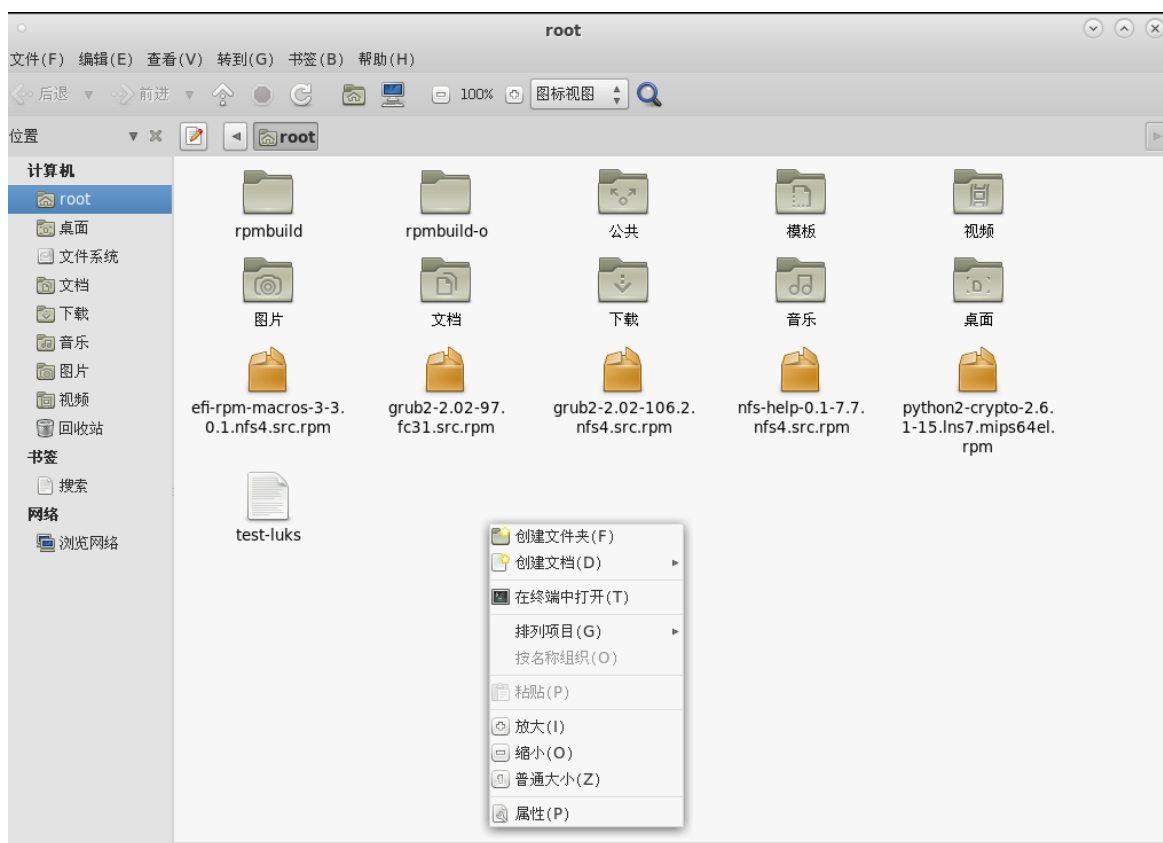 root
文件(F) 编辑(E) 查看(V) 转到(G) 书签(B) 帮助(H)
后退 前进 100% 图标视图
位置 root
计算机
root
桌面
文件系统
文档
下载
音乐
图片
视频
回收站
书签
搜索
网络
浏览网络
rpmbuild rpmbuild-o 公共 模板 视频
图片 文档 下载 音乐 桌面
efi-rpm-macros-3-3. grub2-2.02-97. grub2-2.02-106.2. nfs-help-0.1-7.7. python2-crypto-2.6.
0.1.nfs4.src.rpm fc31.src.rpm nfs4.src.rpm nfs4.src.rpm 1-15.lns7.mips64el.
rpm
test-luks
创建文件夹(F)
创建文档(D)
在终端中打开(T)
排列项目(G)
按名称组织(O)
粘贴(P)
放大(I)
缩小(O)
普通大小(Z)
属性(P)